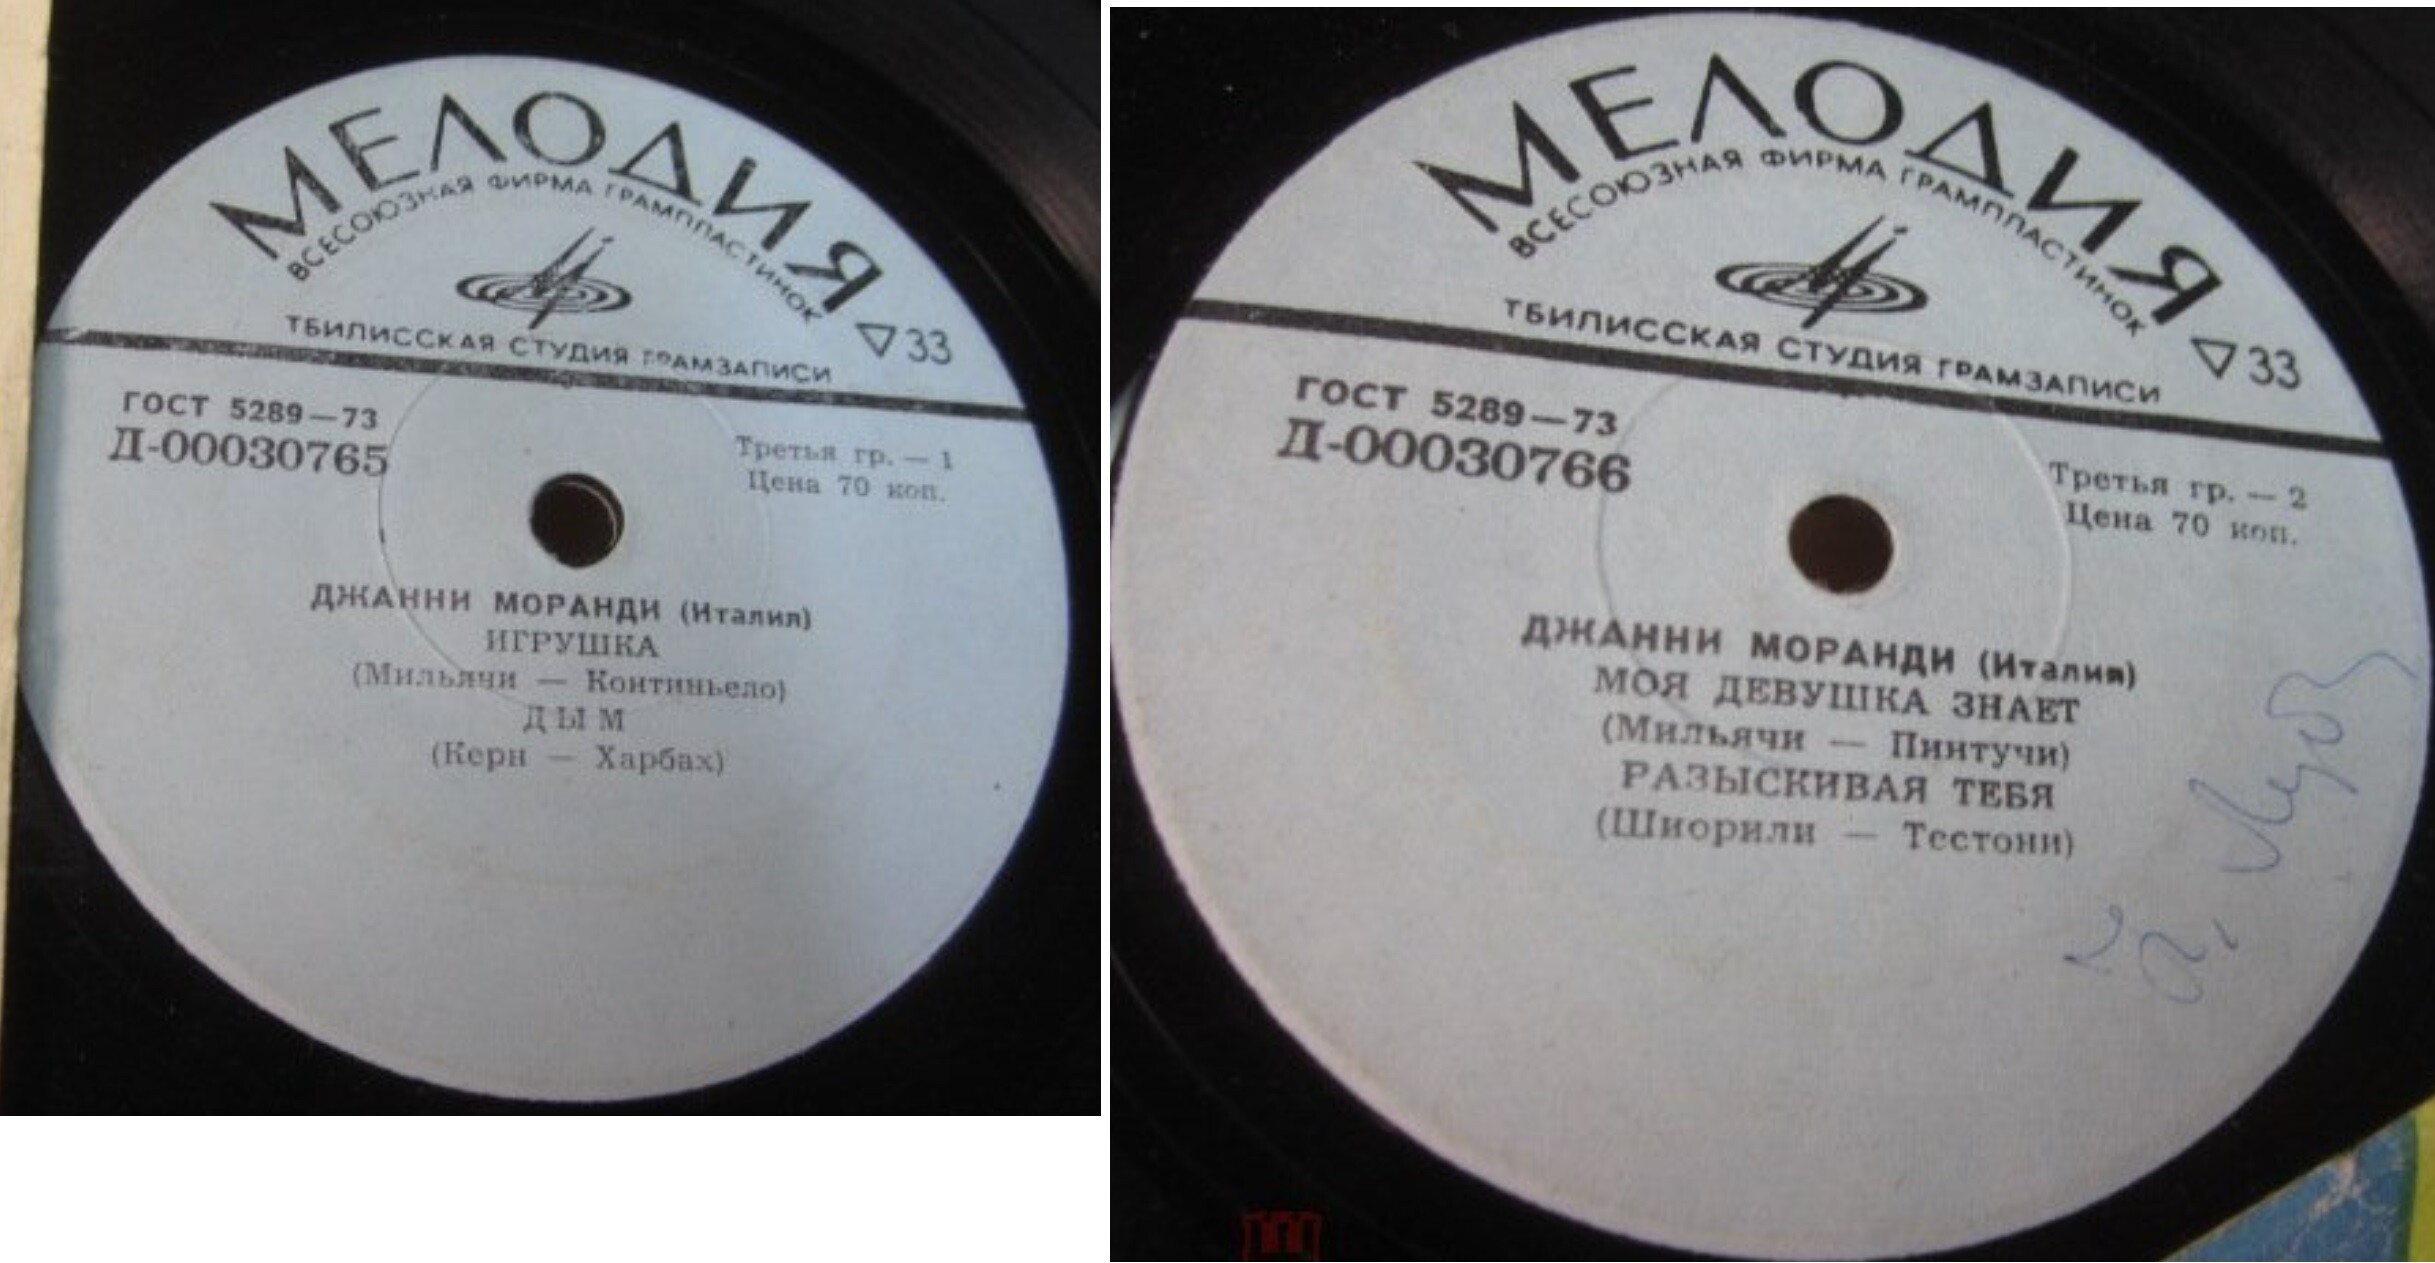 МЕЛОДИЯ
ВСЕСОЮЗНАЯ ФИРМА ГРАМПЛАСТИНОК
▽33
ТБИЛИССКАЯ СТУДИЯ ГРАМЗАПИСИ
ГОСТ 5289—73
Д-00030765
Третья гр. — 1
Цена 70 коп.
ДЖАННИ МОРАНДИ (Италия)
ИГРУШКА
(Мильячи — Континьело)
ДЫМ
(Керн — Харбах)
МЕЛОДИЯ
ВСЕСОЮЗНАЯ ФИРМА ГРАМПЛАСТИНОК
▽33
ТБИЛИССКАЯ СТУДИЯ ГРАМЗАПИСИ
ГОСТ 5289—73
Д-00030766
Третья гр. — 2
Цена 70 коп.
ДЖАННИ МОРАНДИ (Италия)
МОЯ ДЕВУШКА ЗНАЕТ
(Мильячи — Пинтучи)
РАЗЫСКИВАЯ ТЕБЯ
(Шиорили — Тестони)